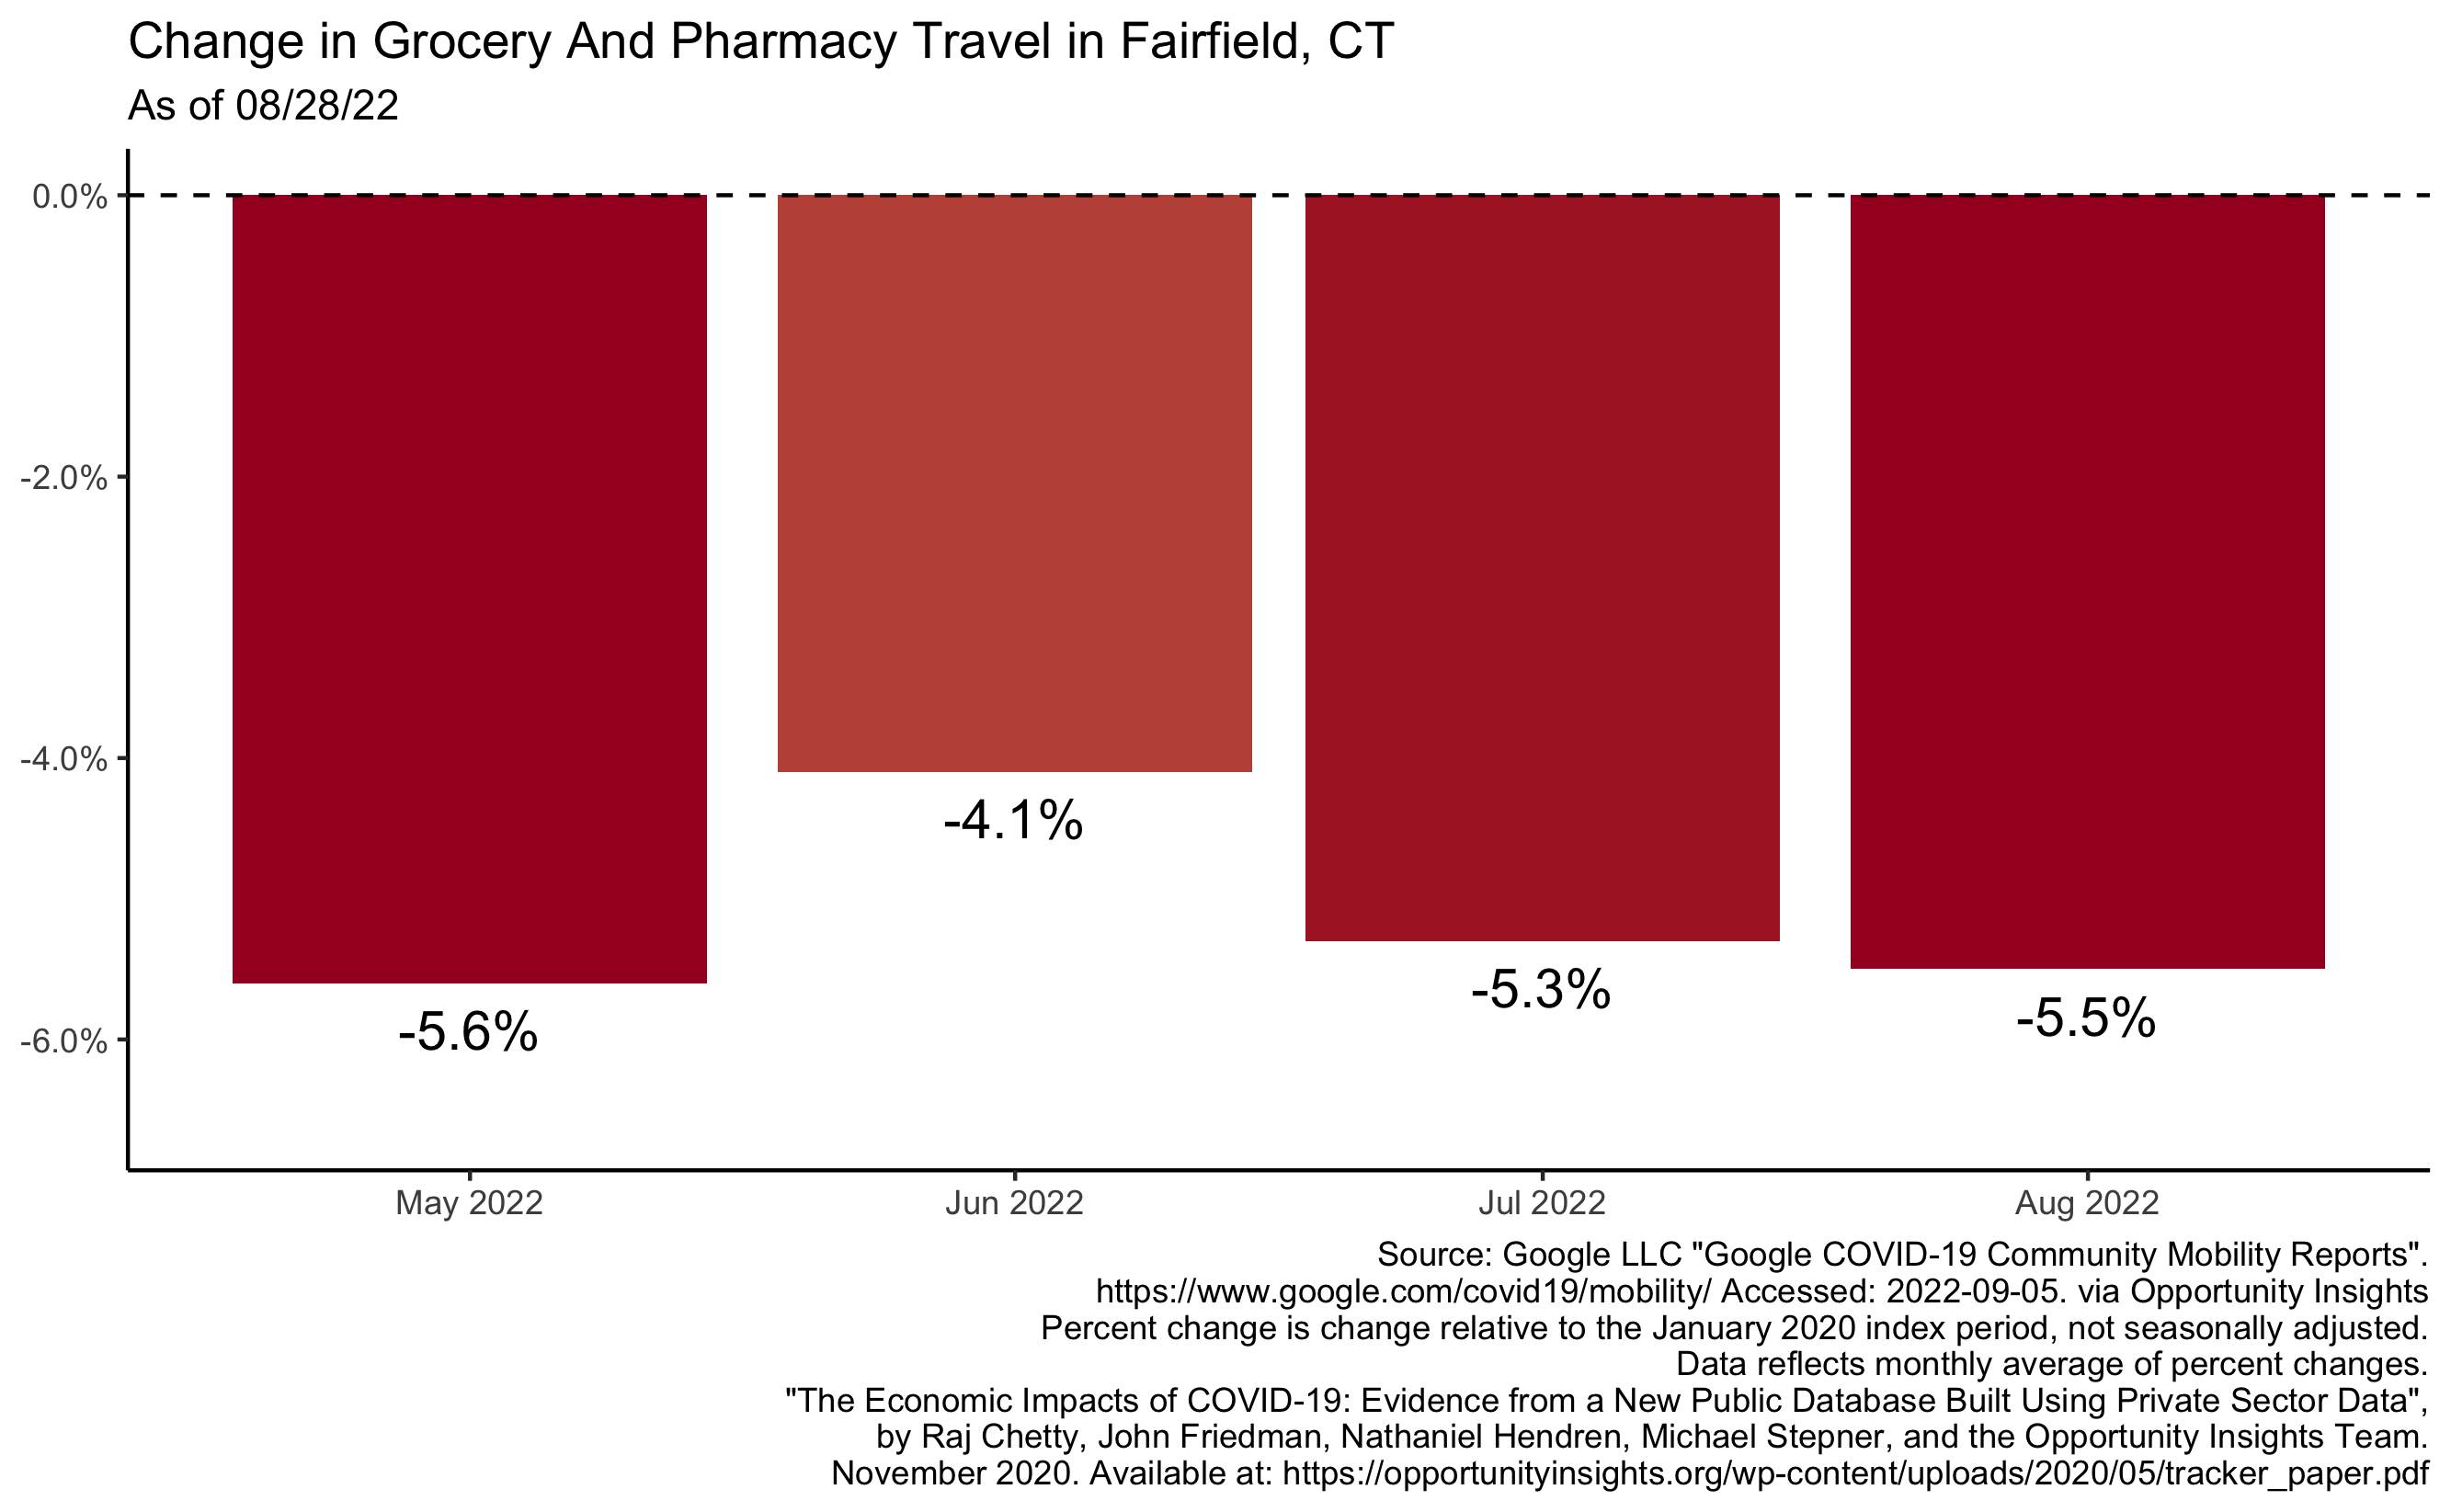 Change in Grocery And Pharmacy Travel in Fairfield, CT
As of 08/28/22
0.0%
-2.0%
-4.0%
-6.0%
-5.6%
-4.1%
-5.3%
-5.5%
May 2022
Jun 2022
Jul 2022
Aug 2022
Source: Google LLC "Google COVID-19 Community Mobility Reports".
https://www.google.com/covid19/mobility/ Accessed: 2022-09-05. via Opportunity Insights
Percent change is change relative to the January 2020 index period, not seasonally adjusted.
Data reflects monthly average of percent changes.
"The Economic Impacts of COVID-19: Evidence from a New Public Database Built Using Private Sector Data",
by Raj Chetty, John Friedman, Nathaniel Hendren, Michael Stepner, and the Opportunity Insights Team.
November 2020. Available at: https://opportunityinsights.org/wp-content/uploads/2020/05/tracker_paper.pdf